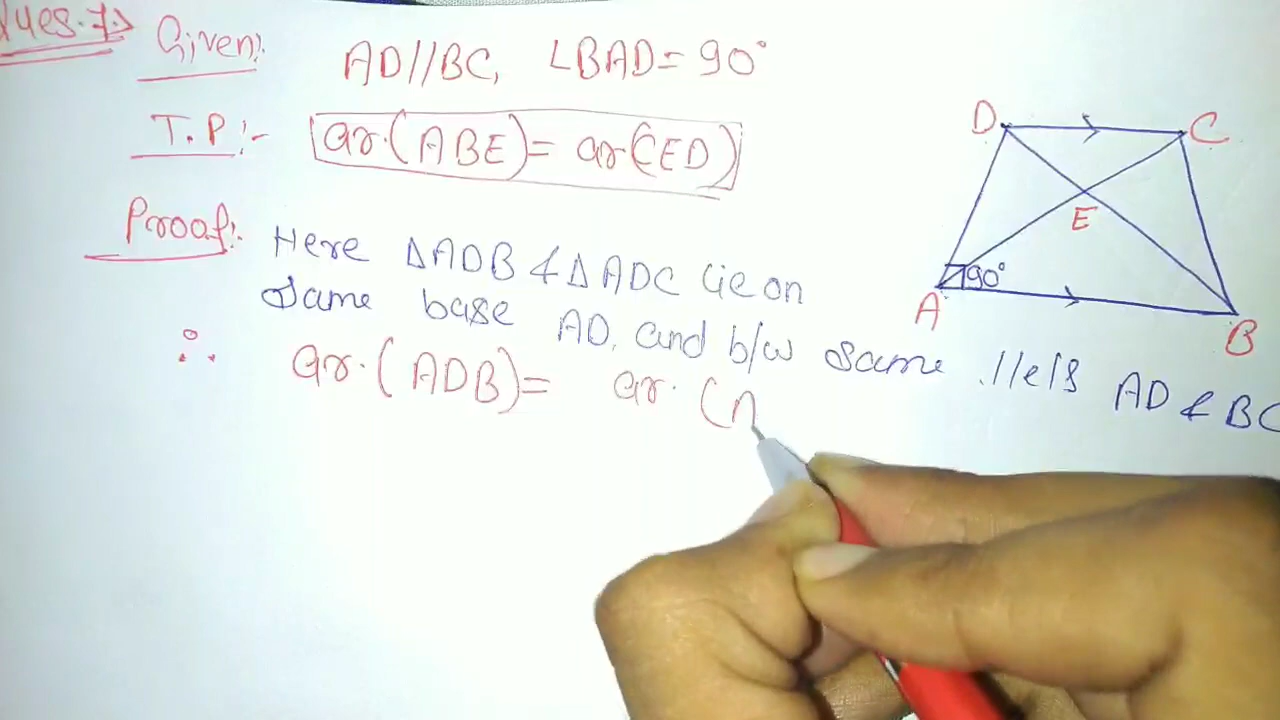 Ques.7.>
Given:
AD//BC, ∠BAD=90°
T.P:-
ar.(ABE)= ar(CED)
Proof:
Here ΔADB & ΔADC lie on
Same base AD, and b/w same //e/s AD & BC
∴ ar.(ADB)= ar.(A
D
C
E
90°
A
B